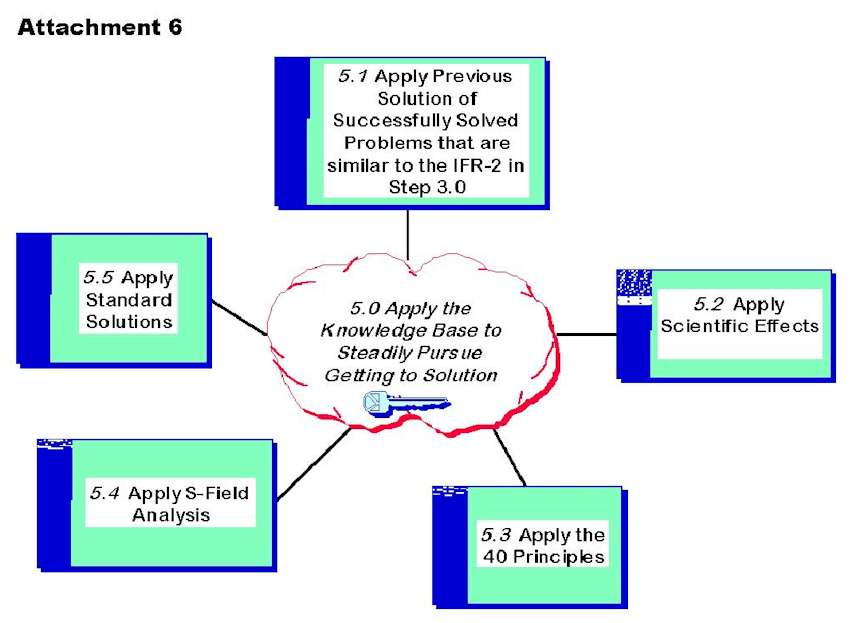 Attachment 6
5.1 Apply Previous
Solution of
Successfully Solved
Problems that are
similar to the IFR-2 in
Step 3.0
5.0 Apply the
Knowledge Base to
Steadily Pursue
Getting to Solution
5.2 Apply
Scientific Effects
5.3 Apply the
40 Principles
5.4 Apply S-Field
Analysis
5.5 Apply
Standard
Solutions